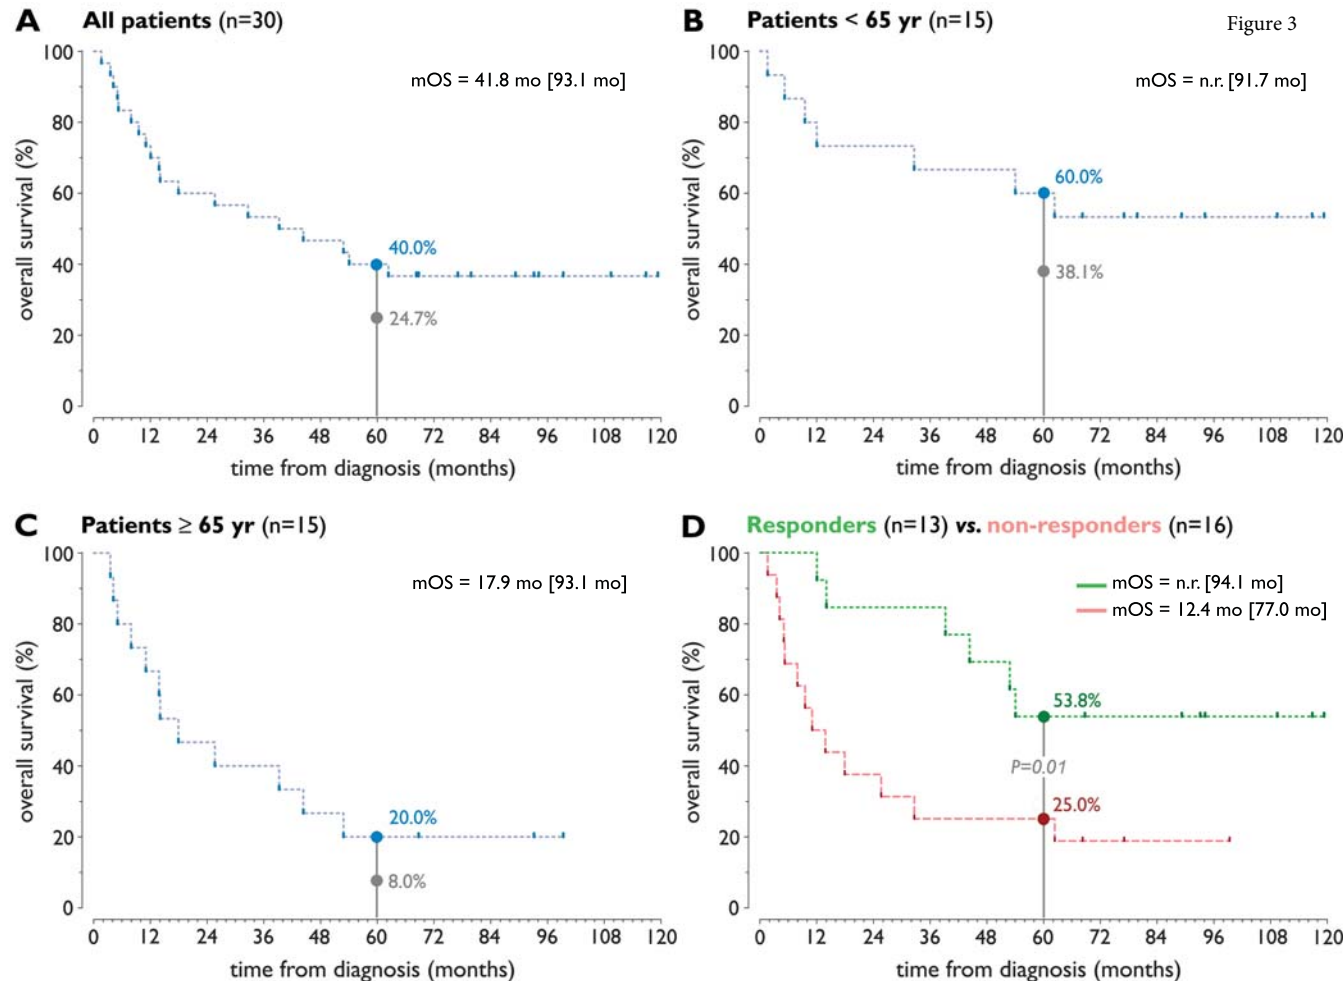 A All patients (n=30)
mOS = 41.8 mo [93.1 mo]
overall survival (%)
100
80
60
40
20
0
40.0%
24.7%
0 12 24 36 48 60 72 84 96 108 120
time from diagnosis (months)
B Patients < 65 yr (n=15)
Figure 3
mOS = n.r. [91.7 mo]
overall survival (%)
100
80
60
40
20
0
60.0%
38.1%
0 12 24 36 48 60 72 84 96 108 120
time from diagnosis (months)
C Patients ≥ 65 yr (n=15)
mOS = 17.9 mo [93.1 mo]
overall survival (%)
100
80
60
40
20
0
20.0%
8.0%
0 12 24 36 48 60 72 84 96 108 120
time from diagnosis (months)
D Responders (n=13) vs. non-responders (n=16)
mOS = n.r. [94.1 mo]
mOS = 12.4 mo [77.0 mo]
overall survival (%)
100
80
60
40
20
0
53.8%
P=0.01
25.0%
0 12 24 36 48 60 72 84 96 108 120
time from diagnosis (months)